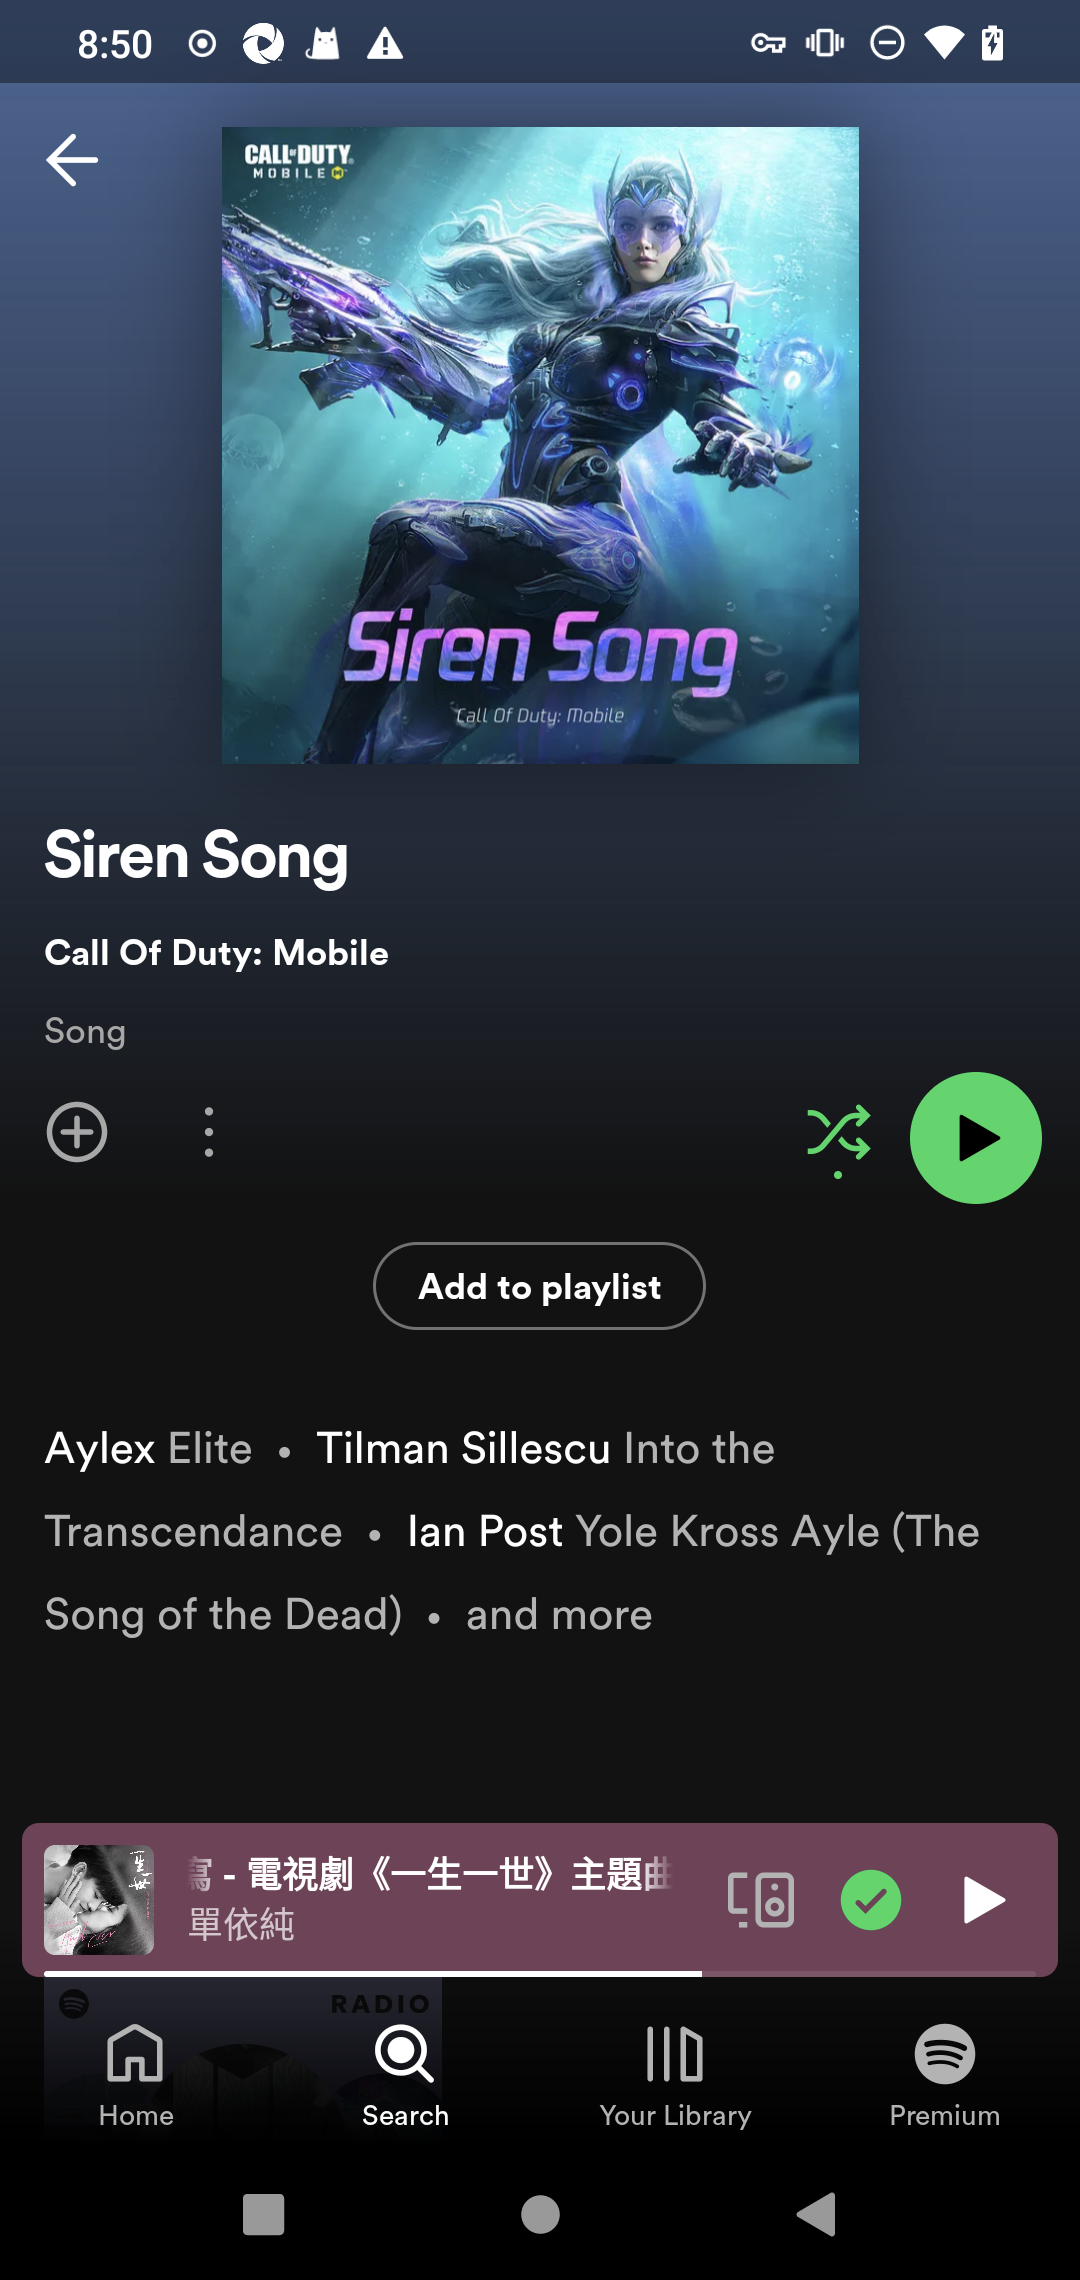 8:50
CALL OF DUTY
MOBILE
Siren Song
Call Of Duty: Mobile
Siren Song
Call Of Duty: Mobile
Song
Add to playlist
Aylex Elite • Tilman Sillescu Into the
Transcendance • Ian Post Yole Kross Ayle (The
Song of the Dead) • and more
寫 - 電視劇《一生一世》主題曲
單依純
RADIO
Home
Search
Your Library
Premium